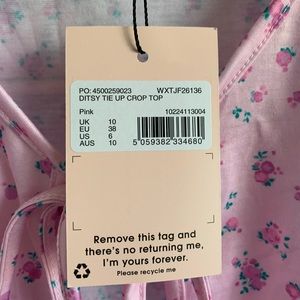 PO: 4500259023 WXTJF26136
DITSY TIE UP CROP TOP
Pink 10224113004
UK 10
EU 38
US 6
AUS 10
5 059382 334680
Remove this tag and
there's no returning me,
I'm yours forever.
Please recycle me